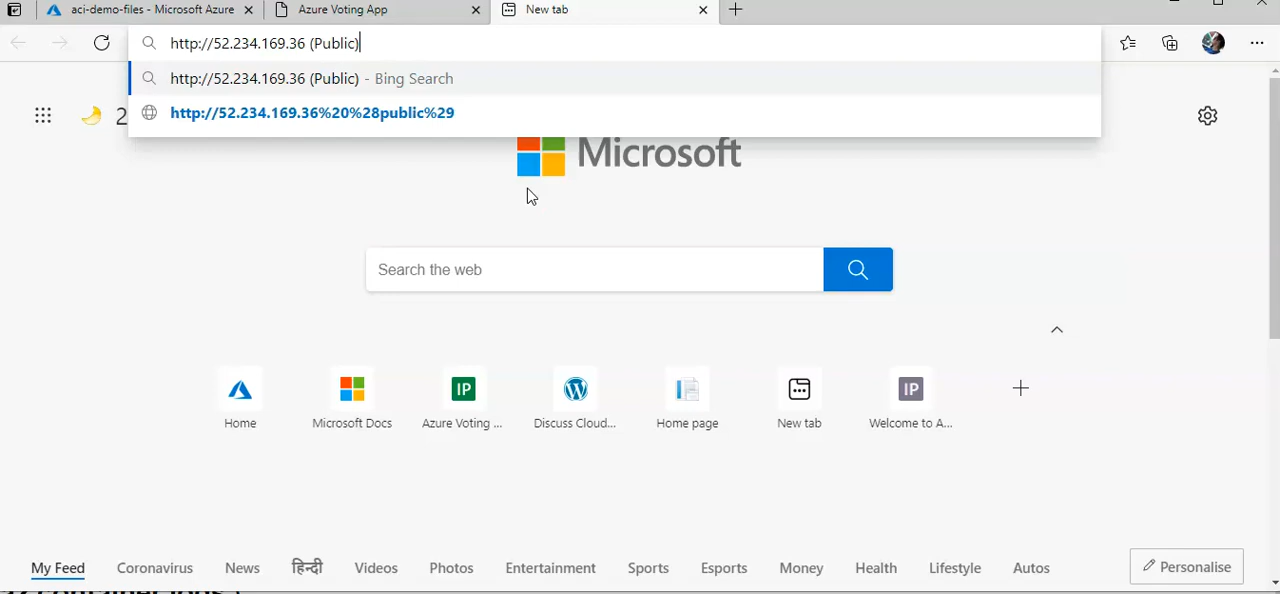 aci-demo-files - Microsoft Azure
Azure Voting App
New tab
http://52.234.169.36 (Public)
http://52.234.169.36 (Public) - Bing Search
http://52.234.169.36%20%28public%29
2
Microsoft
Search the web
IP
IP
Home
Microsoft Docs
Azure Voting ...
Discuss Cloud...
Home page
New tab
Welcome to A...
My Feed
Coronavirus
News
हिन्दी
Videos
Photos
Entertainment
Sports
Esports
Money
Health
Lifestyle
Autos
Personalise